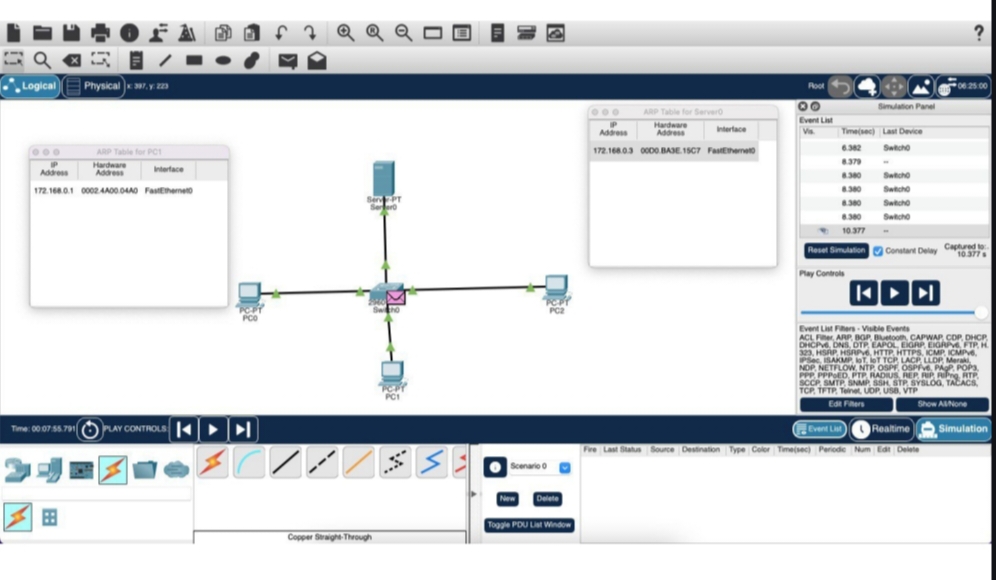 ?
Logical
Physical
x: 397, y: 223
Root
06:25:00
ARP Table for PC1
IP Address
Hardware Address
Interface
172.168.0.1 0002.4A00.04A0 FastEthernet0
Server-PT
Server0
PC-PT
PC0
Switch0
PC-PT
PC2
PC-PT
PC1
ARP Table for Server0
IP Address
Hardware Address
Interface
172.168.0.3 00D0.BA3E.15C7 FastEthernet0
Simulation Panel
Event List
Vis. Time(sec) Last Device
6.382 Switch0
8.379 --
8.380 Switch0
8.380 Switch0
8.380 Switch0
8.380 Switch0
10.377 --
Reset Simulation
Constant Delay
Captured to:
10.377 s
Play Controls
Event List Filters - Visible Events
ACL Filter, ARP, BGP, Bluetooth, CAPWAP, CDP, DHCP,
DHCPv6, DNS, DTP, EAPOL, EIGRP, EIGRPv6, FTP, H.
323, HSRP, HSRPv6, HTTP, HTTPS, ICMP, ICMPv6,
IPSec, ISAKMP, IoT, IoT TCP, LACP, LLDP, Meraki,
NDP, NETFLOW, NTP, OSPF, OSPFv6, PAgP, POP3,
PPP, PPPoED, PTP, RADIUS, REP, RIP, RIPng, RTP,
SCCP, SMTP, SNMP, SSH, STP, SYSLOG, TACACS,
TCP, TFTP, Telnet, UDP, USB, VTP
Edit Filters
Show All/None
Time: 00:07:55.791
PLAY CONTROLS:
Event List
Realtime
Simulation
Scenario 0
New
Delete
Toggle PDU List Window
Fire Last Status Source Destination Type Color Time(sec) Periodic Num Edit Delete
Copper Straight-Through